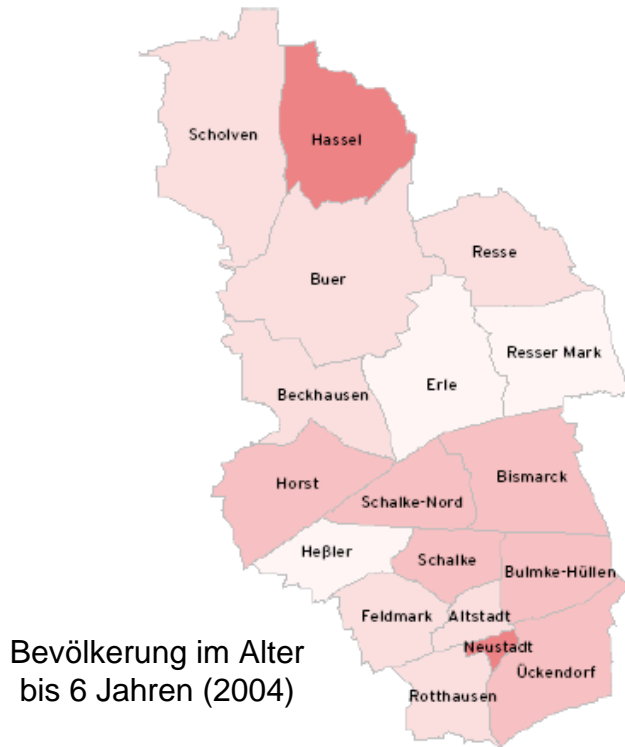 Scholven
Hassel
Resse
Buer
Resser Mark
Erle
Beckhausen
Bismarck
Horst
Schalke-Nord
Heβler
Schalke
Bulmke-Hüllen
Feldmark
Altstadt
Neustadt
Ückendorf
Rotthausen
Bevölkerung im Alter
bis 6 Jahren (2004)